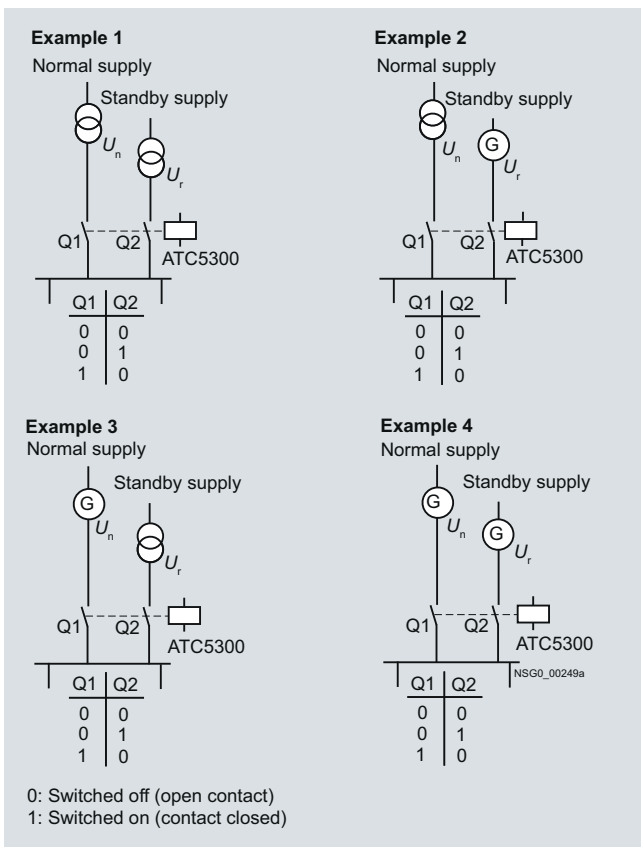 Example 1
Normal supply
Standby supply
Un
Ur
Q1
Q2
ATC5300
Q1 Q2
0 0
0 1
1 0
Example 2
Normal supply
Standby supply
G
Un
Ur
Q1
Q2
ATC5300
Q1 Q2
0 0
0 1
1 0
Example 3
Normal supply
Standby supply
G
Un
Ur
Q1
Q2
ATC5300
Q1 Q2
0 0
0 1
1 0
Example 4
Normal supply
Standby supply
G
Un
G
Ur
Q1
Q2
ATC5300
NSG0_00249a
Q1 Q2
0 0
0 1
1 0
0: Switched off (open contact)
1: Switched on (contact closed)